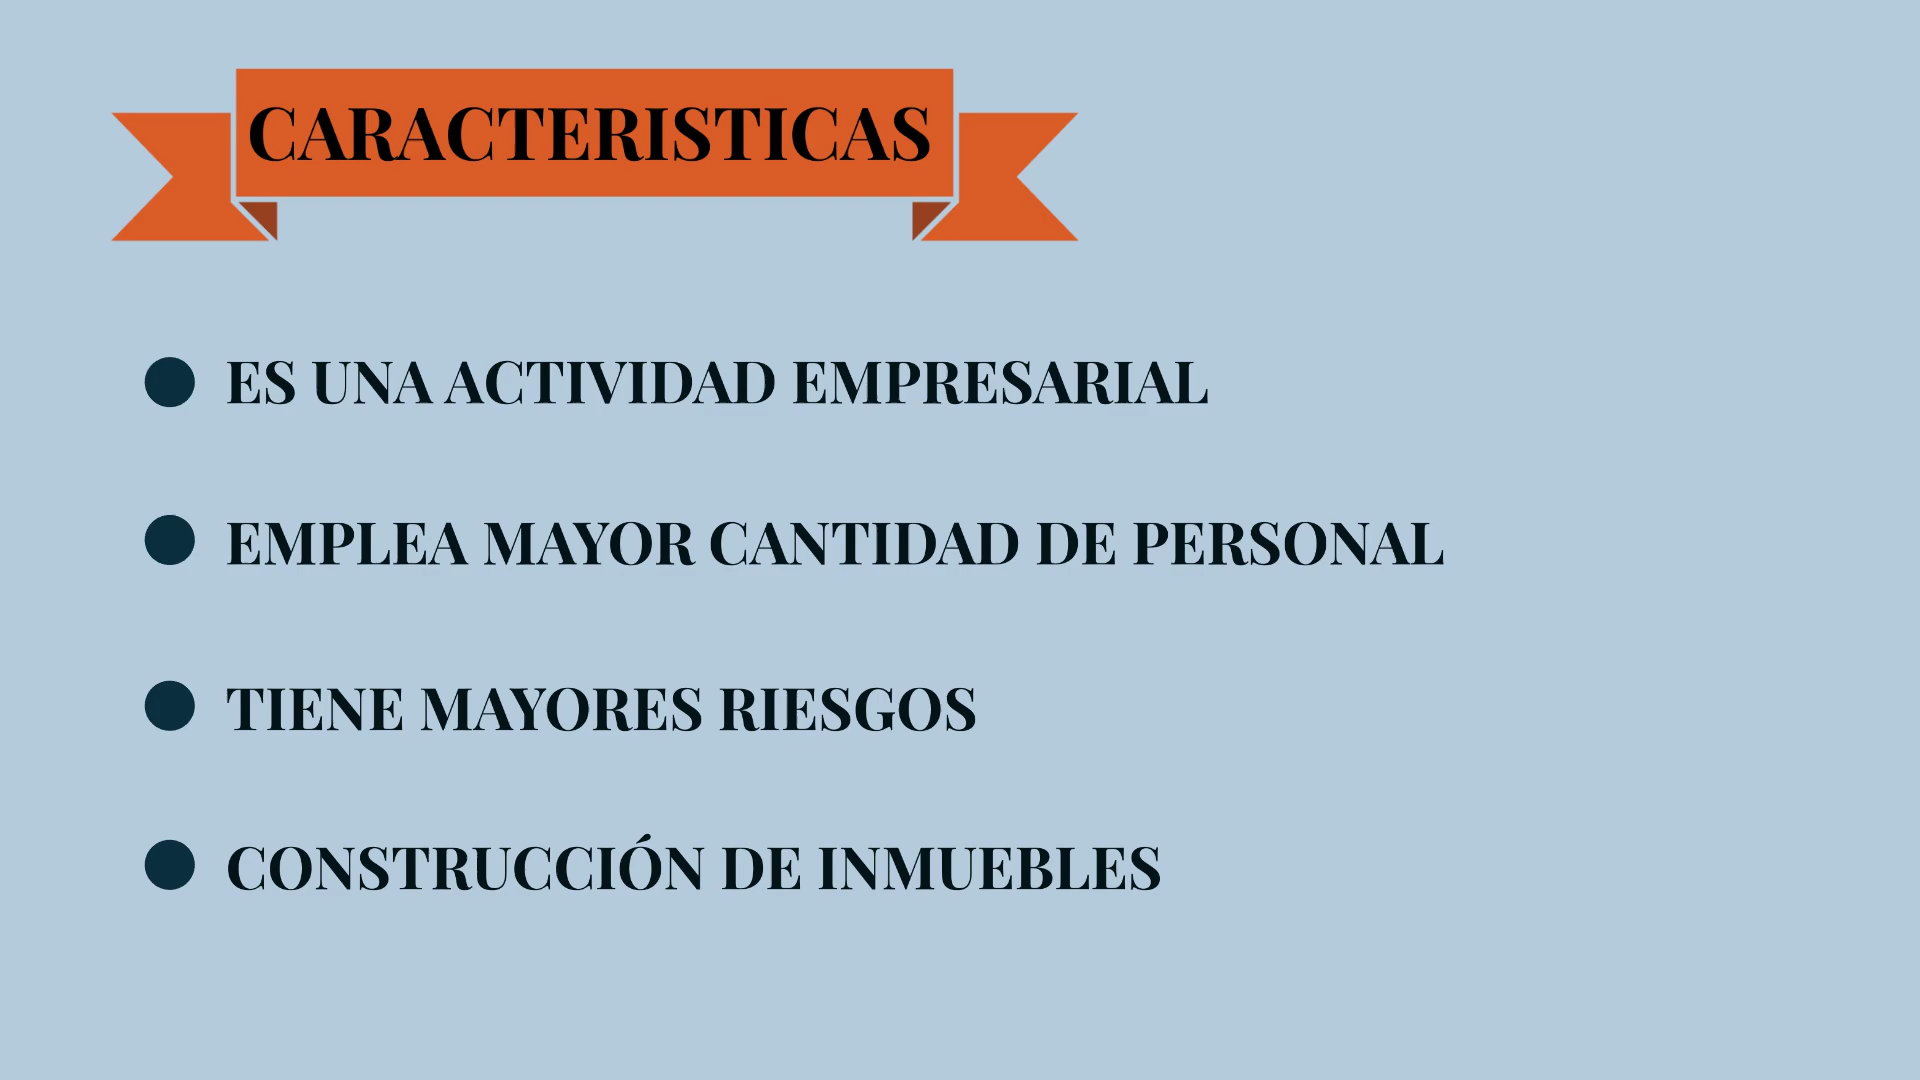 CARACTERISTICAS
ES UNA ACTIVIDAD EMPRESARIAL
EMPLEA MAYOR CANTIDAD DE PERSONAL
TIENE MAYORES RIESGOS
CONSTRUCCIÓN DE INMUEBLES